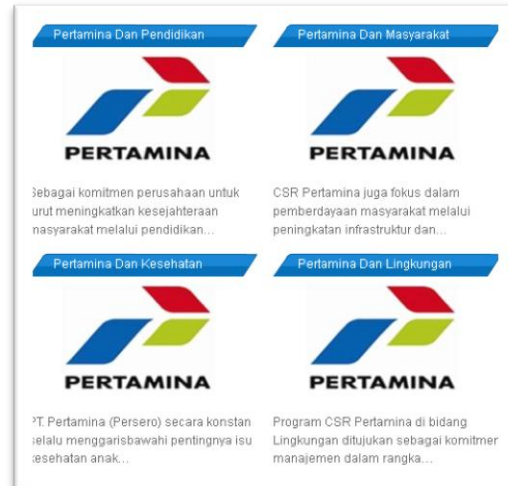 Pertamina Dan Pendidikan
PERTAMINA
Sebagai komitmen perusahaan untuk
turut meningkatkan kesejahteraan
masyarakat melalui pendidikan...
Pertamina Dan Masyarakat
PERTAMINA
CSR Pertamina juga fokus dalam
pemberdayaan masyarakat melalui
peningkatan infrastruktur dan...
Pertamina Dan Kesehatan
PERTAMINA
PT. Pertamina (Persero) secara konstan
selalu menggarisbawahi pentingnya isu
kesehatan anak...
Pertamina Dan Lingkungan
PERTAMINA
Program CSR Pertamina di bidang
Lingkungan ditujukan sebagai komitmen
manajemen dalam rangka...